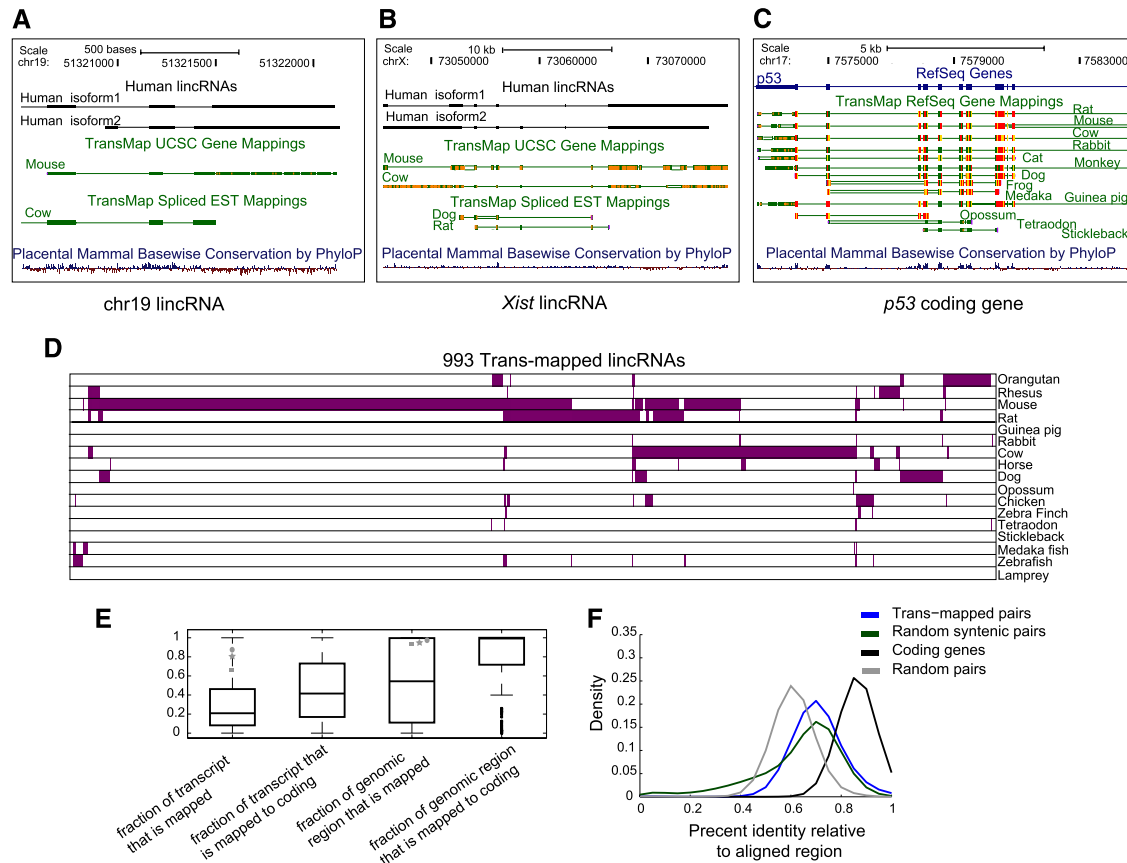 A
Scale
500 bases
chr19:
51321000
51321500
51322000
Human lincRNAs
Human isoform1
Human isoform2
TransMap UCSC Gene Mappings
Mouse
TransMap Spliced EST Mappings
Cow
Placental Mammal Basewise Conservation by PhyloP
chr19 lincRNA
B
Scale
10 kb
chrX:
73050000
73060000
73070000
Human lincRNAs
Human isoform1
Human isoform2
TransMap UCSC Gene Mappings
Mouse
Cow
TransMap Spliced EST Mappings
Dog
Rat
Placental Mammal Basewise Conservation by PhyloP
Xist lincRNA
C
Scale
5 kb
chr17:
7575000
7579000
7583000
p53
RefSeq Genes
TransMap RefSeq Gene Mappings
Rat
Mouse
Cow
Rabbit
Cat
Monkey
Dog
Frog
Medaka
Guinea pig
Opossum
Tetraodon
Stickleback
Placental Mammal Basewise Conservation by PhyloP
p53 coding gene
D
993 Trans-mapped lincRNAs
Orangutan
Rhesus
Mouse
Rat
Guinea pig
Rabbit
Cow
Horse
Dog
Opossum
Chicken
Zebra Finch
Tetraodon
Stickleback
Medaka fish
Zebrafish
Lamprey
E
1
0.8
0.6
0.4
0.2
0
fraction of transcript
that is mapped
fraction of transcript that
is mapped to coding
fraction of genomic
region that is mapped
fraction of genomic region
that is mapped to coding
F
Trans-mapped pairs
Random syntenic pairs
Coding genes
Random pairs
0.35
0.3
0.25
0.2
0.15
0.1
0.05
0
Density
0
0.2
0.4
0.6
0.8
1
Precent identity relative
to aligned region